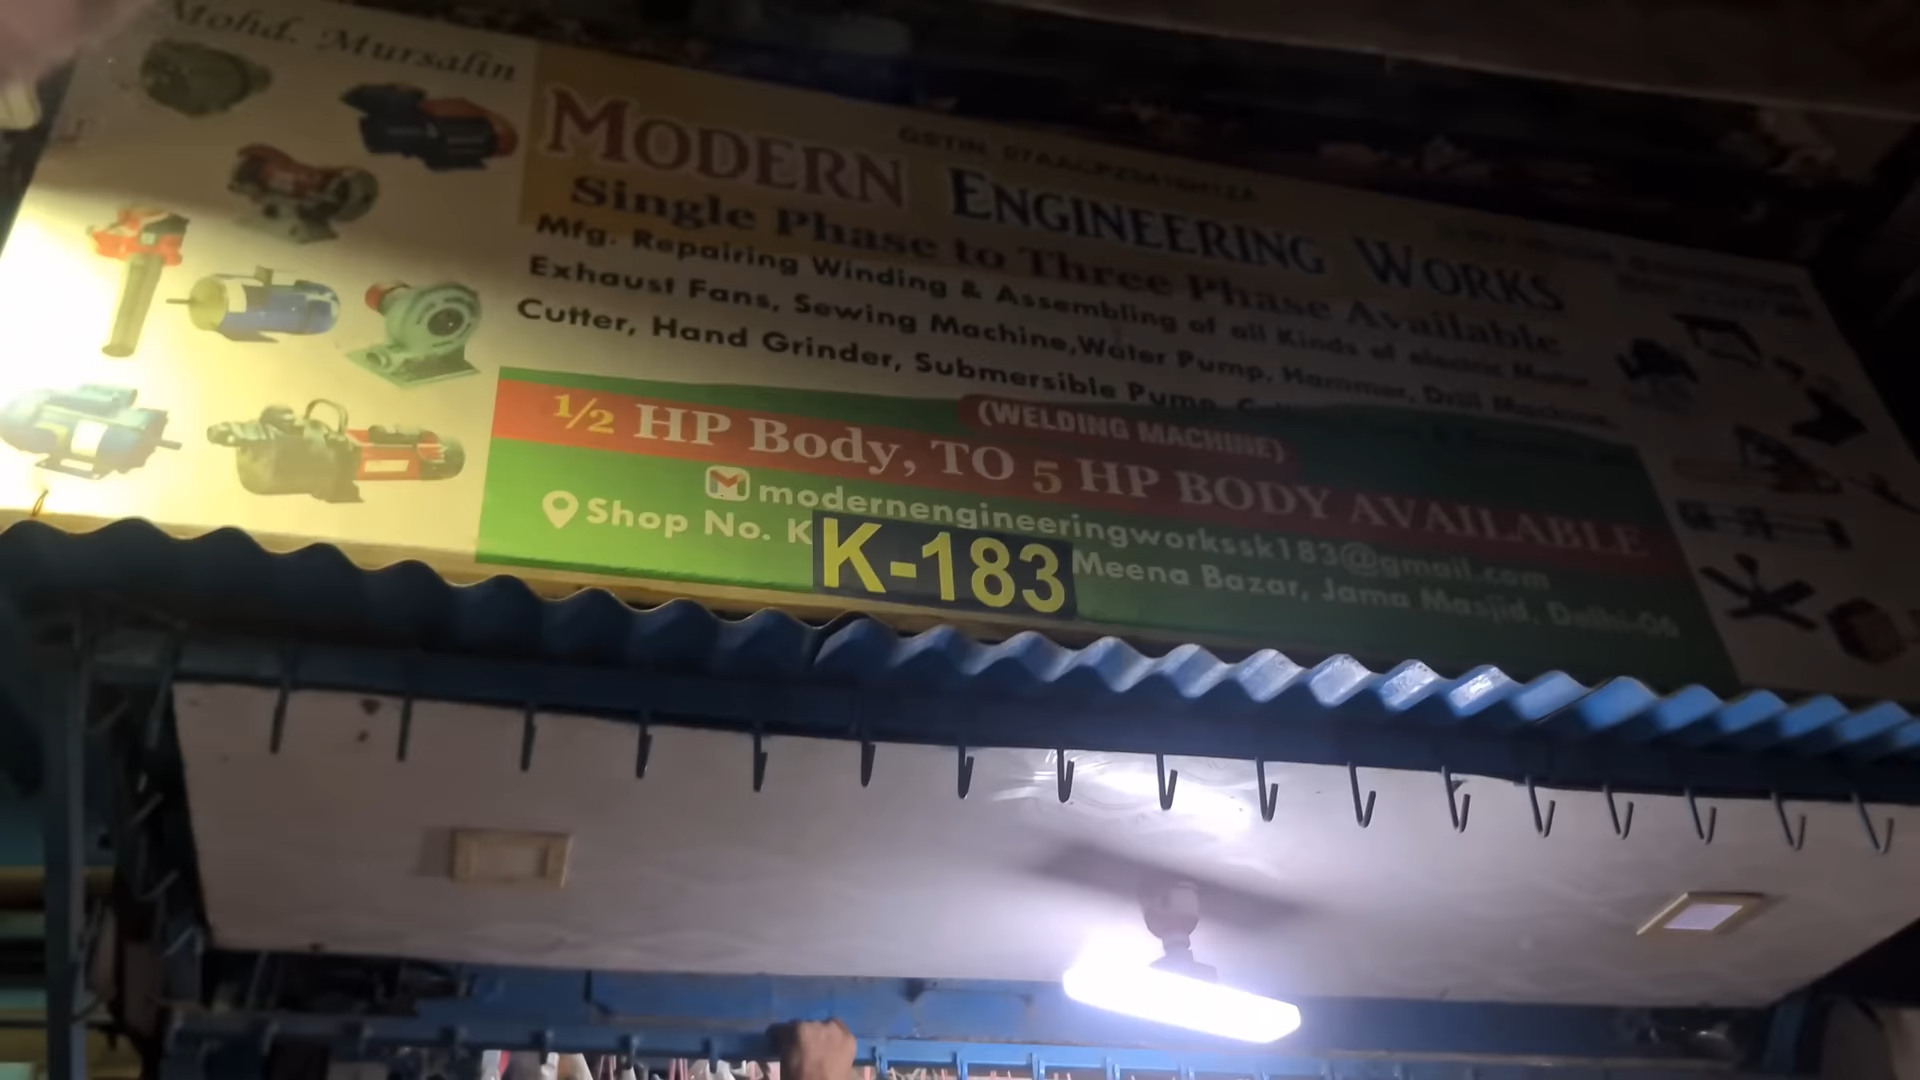 Mohd. Mursalin
MODERN ENGINEERING WORKS
Single Phase to Three Phase Available
Mfg. Repairing Winding & Assembling of all Kinds of electric Motor
Exhaust Fans, Sewing Machine,Water Pump, Hammer, Drill Machine
Cutter, Hand Grinder, Submersible Pump
(WELDING MACHINE)
½ HP Body, TO 5 HP BODY AVAILABLE
modernengineeringworkssk183@gmail.com
Shop No. K K-183 Meena Bazar, Jama Masjid, Delhi-06